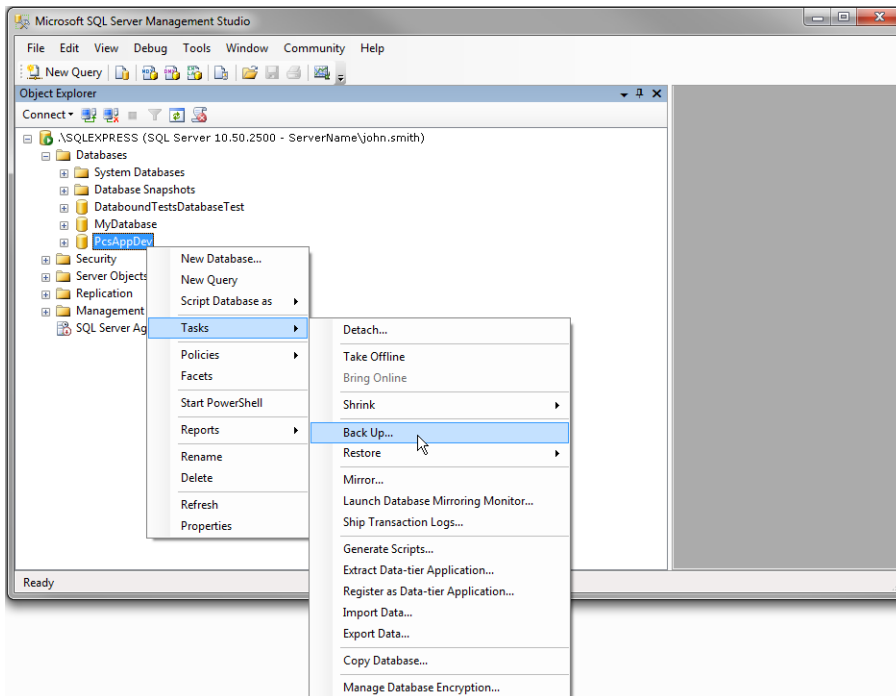 Microsoft SQL Server Management Studio
File Edit View Debug Tools Window Community Help
New Query
Object Explorer
Connect
.\SQLEXPRESS (SQL Server 10.50.2500 - ServerName\john.smith)
Databases
System Databases
Database Snapshots
DataboundTestsDatabaseTest
MyDatabase
PcsAppDev
Security
Server Objects
Replication
Management
SQL Server Ag
New Database...
New Query
Script Database as
Tasks
Policies
Facets
Start PowerShell
Reports
Rename
Delete
Refresh
Properties
Detach...
Take Offline
Bring Online
Shrink
Back Up...
Restore
Mirror...
Launch Database Mirroring Monitor...
Ship Transaction Logs...
Generate Scripts...
Extract Data-tier Application...
Register as Data-tier Application...
Import Data...
Export Data...
Copy Database...
Manage Database Encryption...
Ready